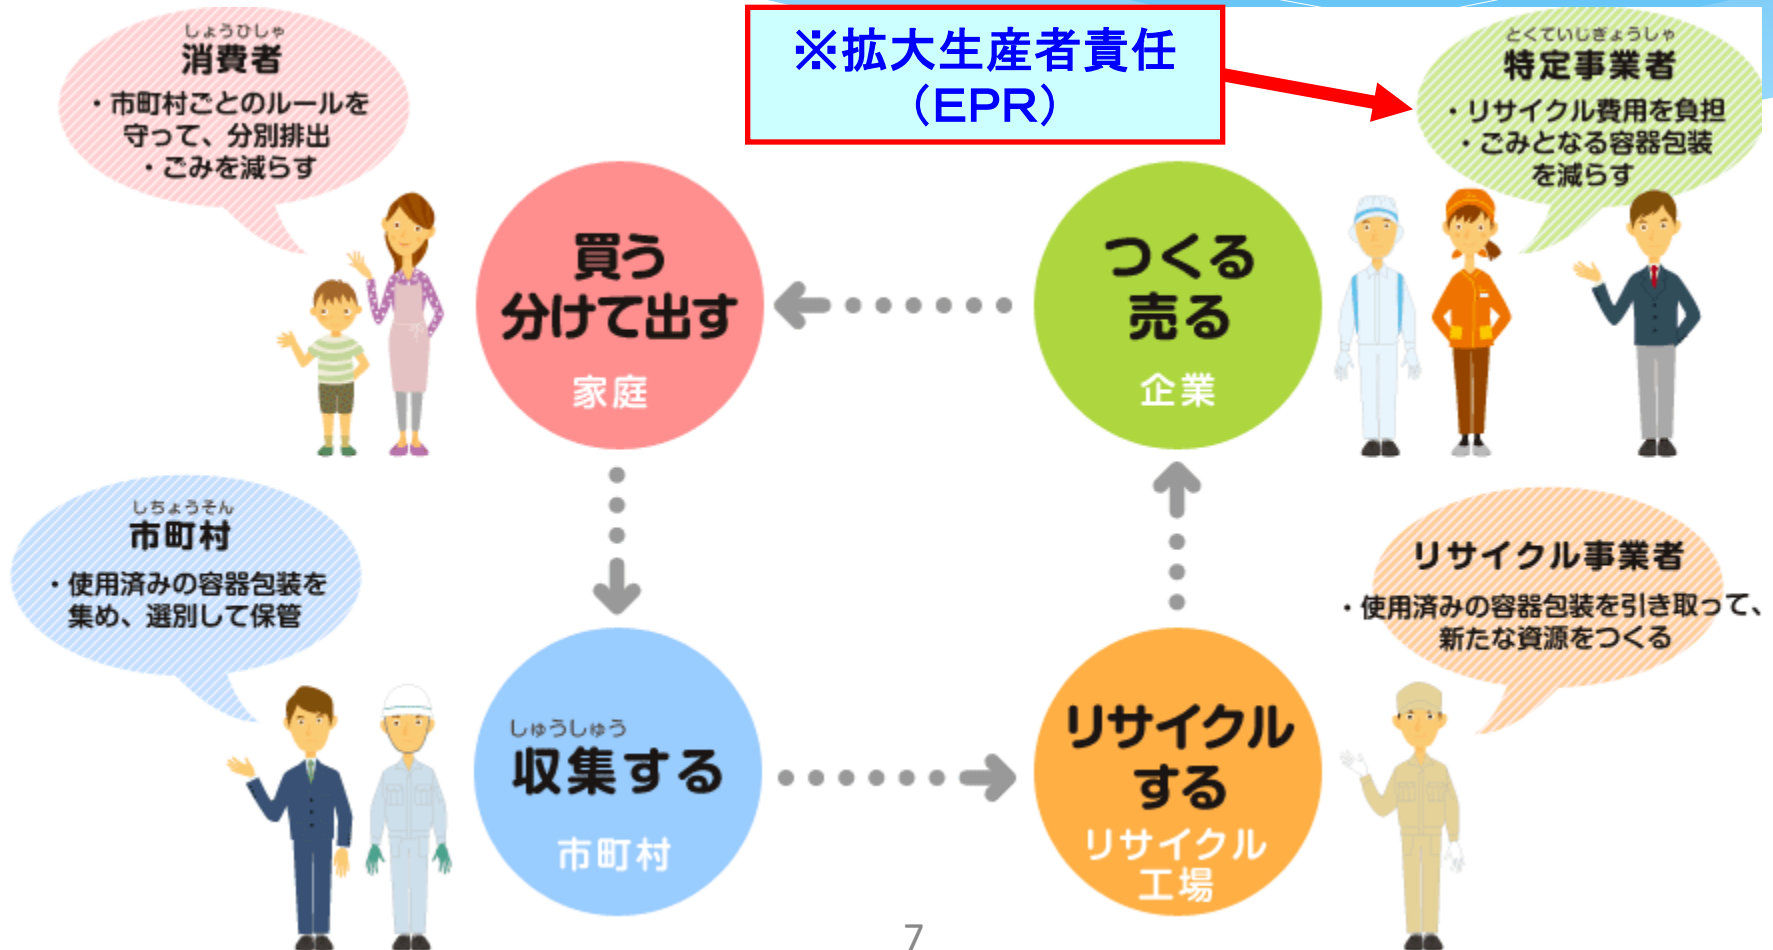 しょうひしゃ
消費者
・市町村ごとのルールを
守って、分別排出
・ごみを減らす
※拡大生産者責任
（EPR）
とくていじぎょうしゃ
特定事業者
・リサイクル費用を負担
・ごみとなる容器包装
を減らす
買う
分けて出す
家庭
つくる
売る
企業
しちょうそん
市町村
・使用済みの容器包装を
集め、選別して保管
リサイクル事業者
・使用済みの容器包装を引き取って、
新たな資源をつくる
しゅうしゅう
収集する
市町村
リサイクル
する
リサイクル
工場
7